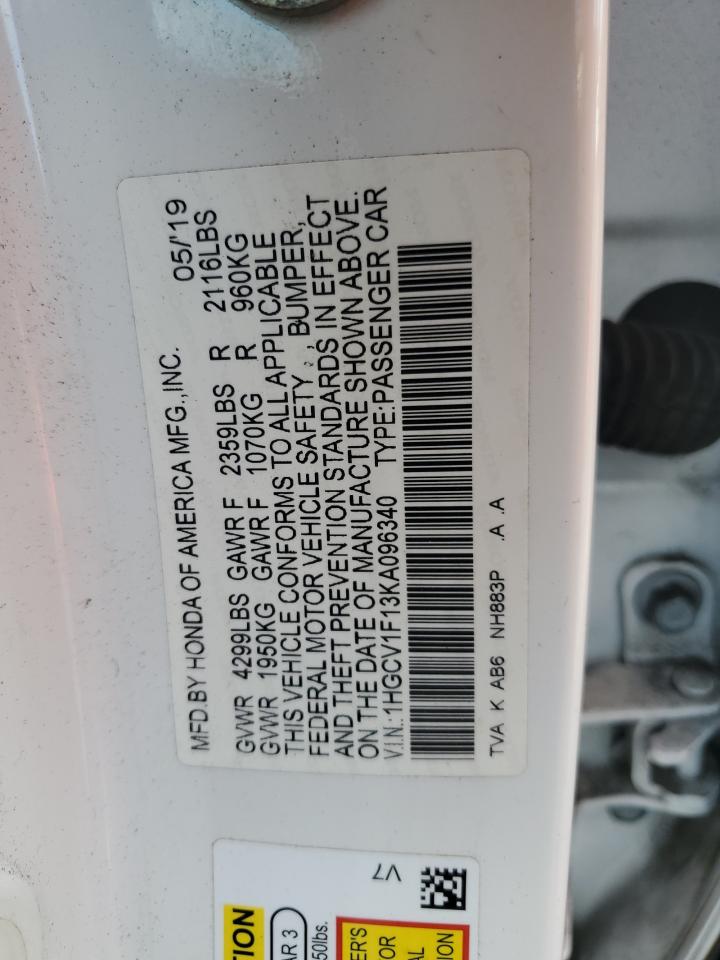 MFD.BY HONDA OF AMERICA MFG.,INC. 05/'19
GVWR 4299LBS GAWR F 2359LBS R 2116LBS
GVWR 1950KG GAWR F 1070KG R 960KG
THIS VEHICLE CONFORMS TO ALL APPLICABLE
FEDERAL MOTOR VEHICLE SAFETY , BUMPER,
AND THEFT PREVENTION STANDARDS IN EFFECT
ON THE DATE OF MANUFACTURE SHOWN ABOVE.
V.I.N.: 1HGCV1F13KA096340 TYPE:PASSENGER CAR
TVA K AB6 NH883P .A .A
V7